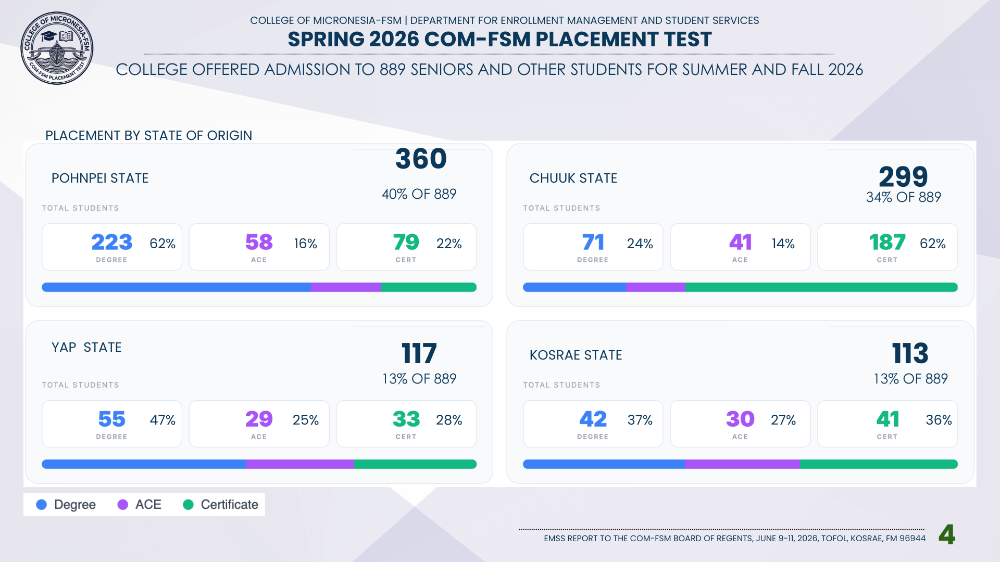 COLLEGE OF MICRONESIA-FSM
COM-FSM PLACEMENT TEST
COLLEGE OF MICRONESIA-FSM | DEPARTMENT FOR ENROLLMENT MANAGEMENT AND STUDENT SERVICES
SPRING 2026 COM-FSM PLACEMENT TEST
COLLEGE OFFERED ADMISSION TO 889 SENIORS AND OTHER STUDENTS FOR SUMMER AND FALL 2026
PLACEMENT BY STATE OF ORIGIN
POHNPEI STATE
360
40% OF 889
TOTAL STUDENTS
223 62%
DEGREE
58 16%
ACE
79 22%
CERT
CHUUK STATE
299
34% OF 889
TOTAL STUDENTS
71 24%
DEGREE
41 14%
ACE
187 62%
CERT
YAP  STATE
117
13% OF 889
TOTAL STUDENTS
55 47%
DEGREE
29 25%
ACE
33 28%
CERT
KOSRAE STATE
113
13% OF 889
TOTAL STUDENTS
42 37%
DEGREE
30 27%
ACE
41 36%
CERT
Degree ACE Certificate
EMSS REPORT TO THE COM-FSM BOARD OF REGENTS, JUNE 9-11, 2026, TOFOL, KOSRAE, FM 96944
4